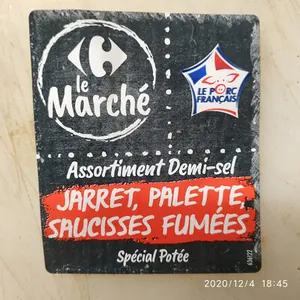 le
Marché
LE PORC
FRANÇAIS
Assortiment Demi-sel
JARRET, PALETTE,
SAUCISSES FUMÉES
Spécial Potée
2020/12/4 18:45